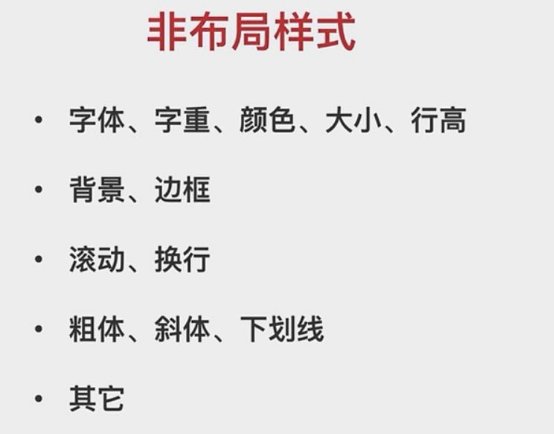 非布局样式
• 字体、字重、颜色、大小、行高
• 背景、边框
• 滚动、换行
• 粗体、斜体、下划线
• 其它